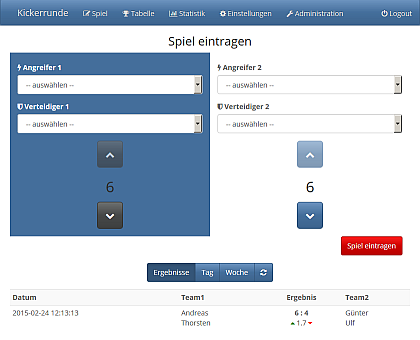 Kickerrunde Spiel Tabelle Statistik Einstellungen Administration Logout
Spiel eintragen
Angreifer 1 Angreifer 2
-- auswählen -- -- auswählen --
Verteidiger 1 Verteidiger 2
-- auswählen -- -- auswählen --
6 6
Spiel eintragen
Ergebnisse Tag Woche
Datum Team1 Ergebnis Team2
2015-02-24 12:13:13 Andreas 6 : 4 Günter
Thorsten 1.7 Ulf